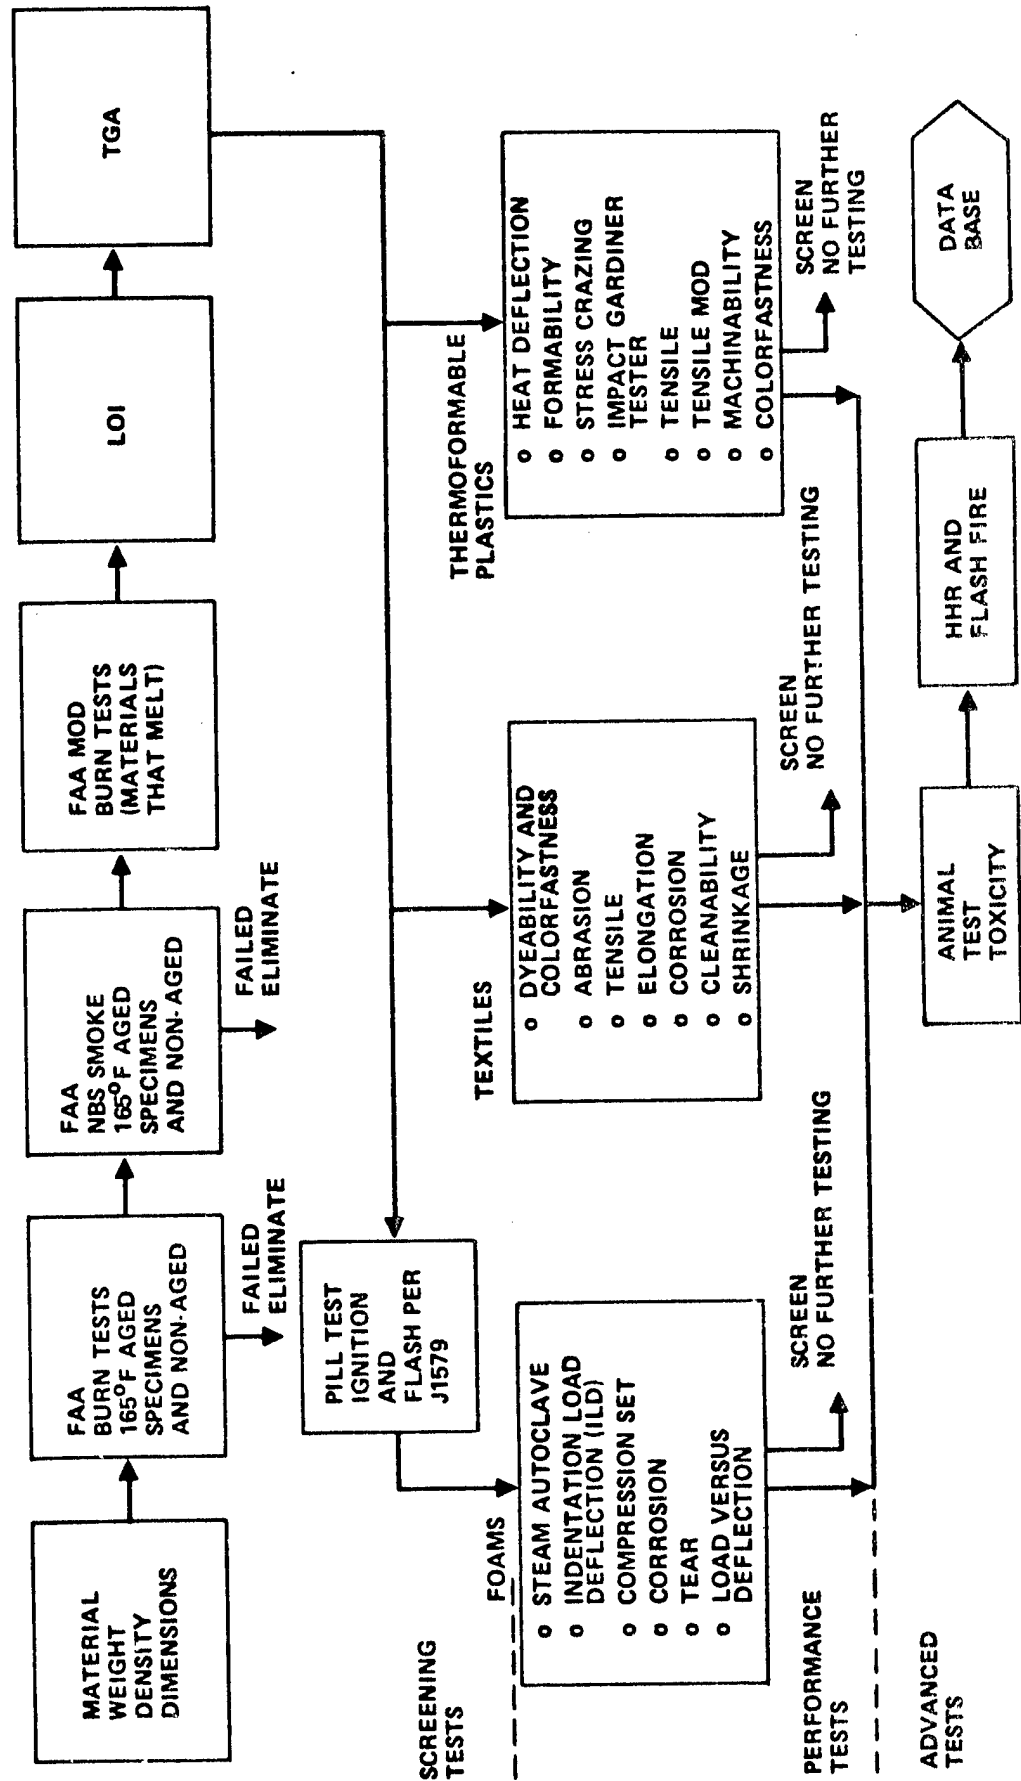 MATERIAL
WEIGHT
DENSITY
DIMENSIONS
FAA
BURN TESTS
165°F AGED
SPECIMENS
AND NON-AGED
FAILED
ELIMINATE
FAA
NBS SMOKE
165°F AGED
SPECIMENS
AND NON-AGED
FAILED
ELIMINATE
FAA MOD
BURN TESTS
(MATERIALS
THAT MELT)
LOI
TGA
PILL TEST
IGNITION
AND
FLASH PER
J1579
SCREENING
TESTS
FOAMS
o STEAM AUTOCLAVE
o INDENTATION LOAD
DEFLECTION (ILD)
o COMPRESSION SET
o CORROSION
o TEAR
o LOAD VERSUS
DEFLECTION
SCREEN
NO FURTHER TESTING
TEXTILES
o DYEABILITY AND
COLORFASTNESS
o ABRASION
o TENSILE
o ELONGATION
o CORROSION
o CLEANABILITY
o SHRINKAGE
SCREEN
NO FURTHER TESTING
THERMOFORMABLE
PLASTICS
o HEAT DEFLECTION
o FORMABILITY
o STRESS CRAZING
o IMPACT GARDINER
TESTER
o TENSILE
o TENSILE MOD
o MACHINABILITY
o COLORFASTNESS
SCREEN
NO FURTHER
TESTING
PERFORMANCE
TESTS
ADVANCED
TESTS
ANIMAL
TEST
TOXICITY
HHR AND
FLASH FIRE
DATA
BASE